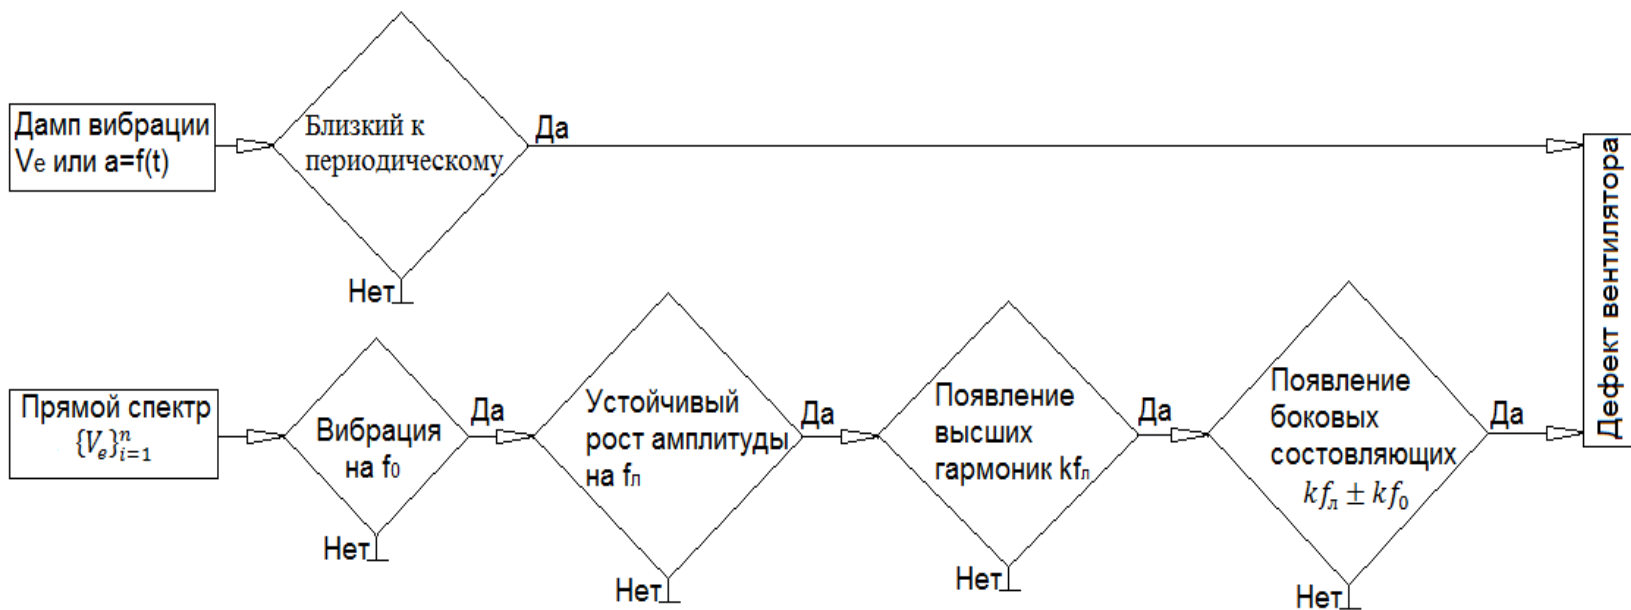 Дамп вибрации
Ve или a=f(t)
Близкий к
периодическому
Да
Нет
Прямой спектр
{V_e}_{i=1}^n
Вибрация
на f0
Да
Нет
Устойчивый
рост амплитуды
на fл
Да
Нет
Появление
высших
гармоник kfл
Да
Нет
Появление
боковых
состовляющих
kfл ± kf0
Да
Нет
Дефект вентилятора